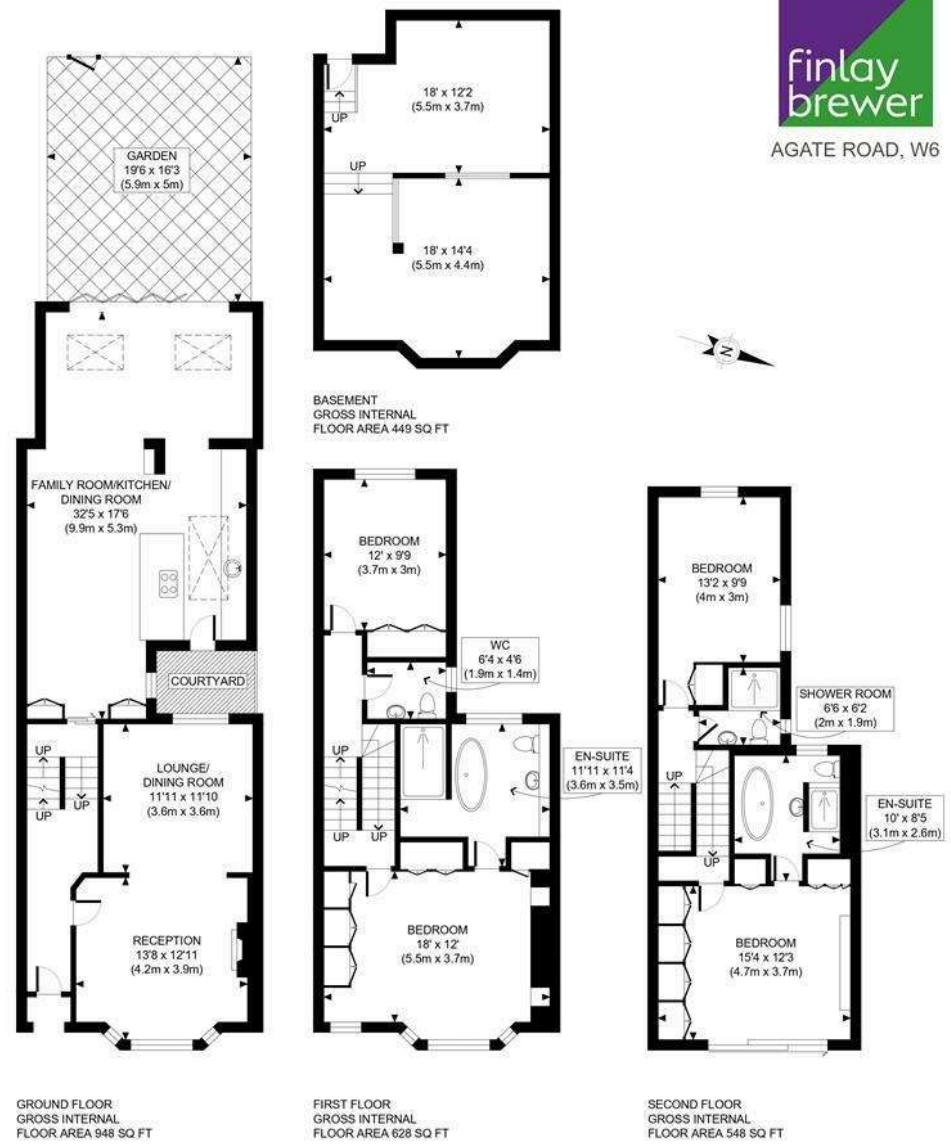 finlay
brewer
AGATE ROAD, W6
GARDEN
19'6 x 16'3
(5.9m x 5m)
18' x 12'2
(5.5m x 3.7m)
UP
UP
18' x 14'4
(5.5m x 4.4m)
N
BASEMENT
GROSS INTERNAL
FLOOR AREA 449 SQ FT
FAMILY ROOM/KITCHEN/
DINING ROOM
32'5 x 17'6
(9.9m x 5.3m)
COURTYARD
UP
UP
UP
LOUNGE/
DINING ROOM
11'11 x 11'10
(3.6m x 3.6m)
RECEPTION
13'8 x 12'11
(4.2m x 3.9m)
GROUND FLOOR
GROSS INTERNAL
FLOOR AREA 948 SQ FT
BEDROOM
12' x 9'9
(3.7m x 3m)
WC
6'4 x 4'6
(1.9m x 1.4m)
UP
UP
UP
EN-SUITE
11'11 x 11'4
(3.6m x 3.5m)
BEDROOM
18' x 12'
(5.5m x 3.7m)
FIRST FLOOR
GROSS INTERNAL
FLOOR AREA 628 SQ FT
BEDROOM
13'2 x 9'9
(4m x 3m)
SHOWER ROOM
6'6 x 6'2
(2m x 1.9m)
UP
UP
EN-SUITE
10' x 8'5
(3.1m x 2.6m)
BEDROOM
15'4 x 12'3
(4.7m x 3.7m)
SECOND FLOOR
GROSS INTERNAL
FLOOR AREA 548 SQ FT